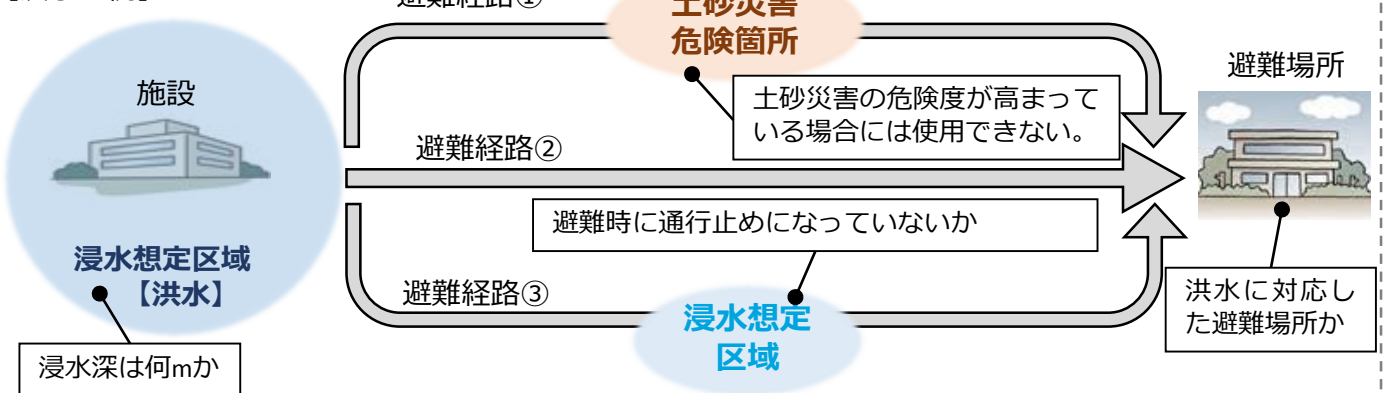 避難経路①
土砂災害
危険箇所
避難場所
施設
土砂災害の危険度が高まって
いる場合には使用できない。
避難経路②
避難時に通行止めになっていないか
浸水想定区域
【洪水】
避難経路③
浸水想定
区域
洪水に対応し
た避難場所か
浸水深は何mか